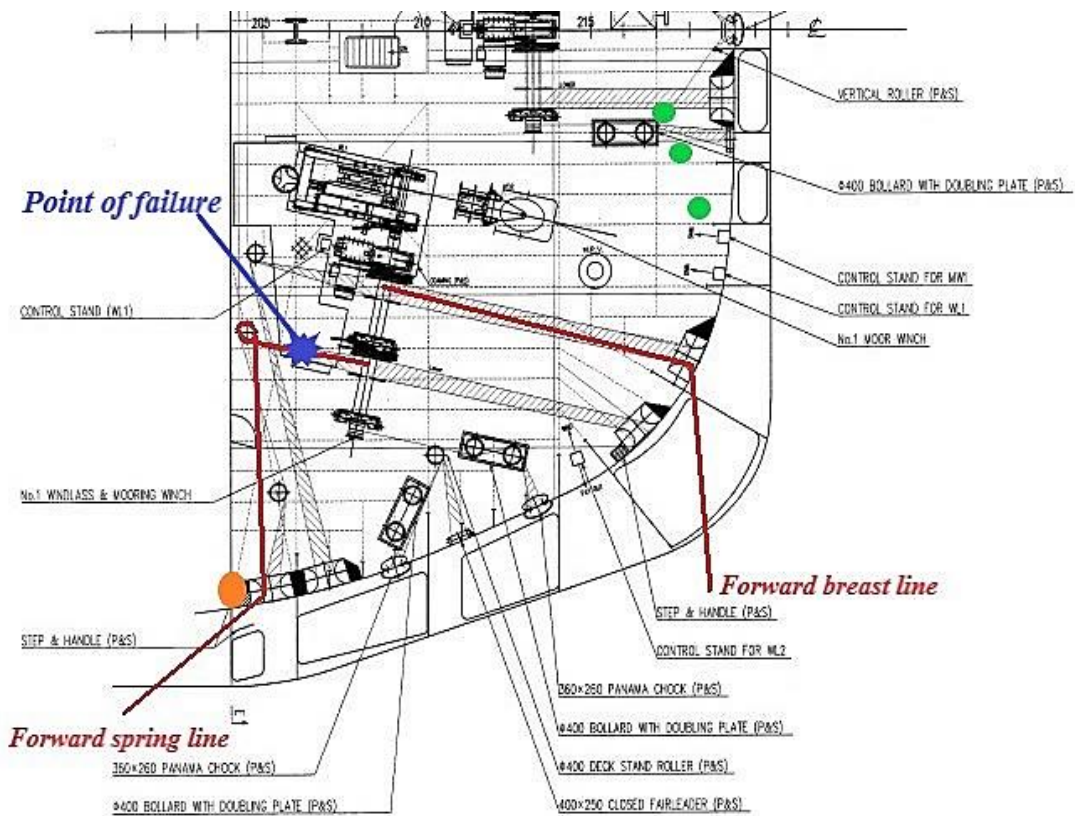 205
210
215
VERTICAL ROLLER (P&S)
Point of failure
Φ400 BOLLARD WITH DOUBLING PLATE (P&S)
CONTROL STAND FOR MW1
CONTROL STAND (WL1)
CONTROL STAND FOR WL1
No.1 MOOR WINCH
No.1 WNDLASS & MOORING WINCH
Forward breast line
STEP & HANDLE (P&S)
STEP & HANDLE (P&S)
CONTROL STAND FOR WL2
360×260 PANAMA CHOCK (P&S)
Forward spring line
Φ400 BOLLARD WITH DOUBLING PLATE (P&S)
350×260 PANAMA CHOCK (P&S)
Φ400 DECK STAND ROLLER (P&S)
Φ400 BOLLARD WITH DOUBLING PLATE (P&S)
400×250 CLOSED FAIRLEADER (P&S)